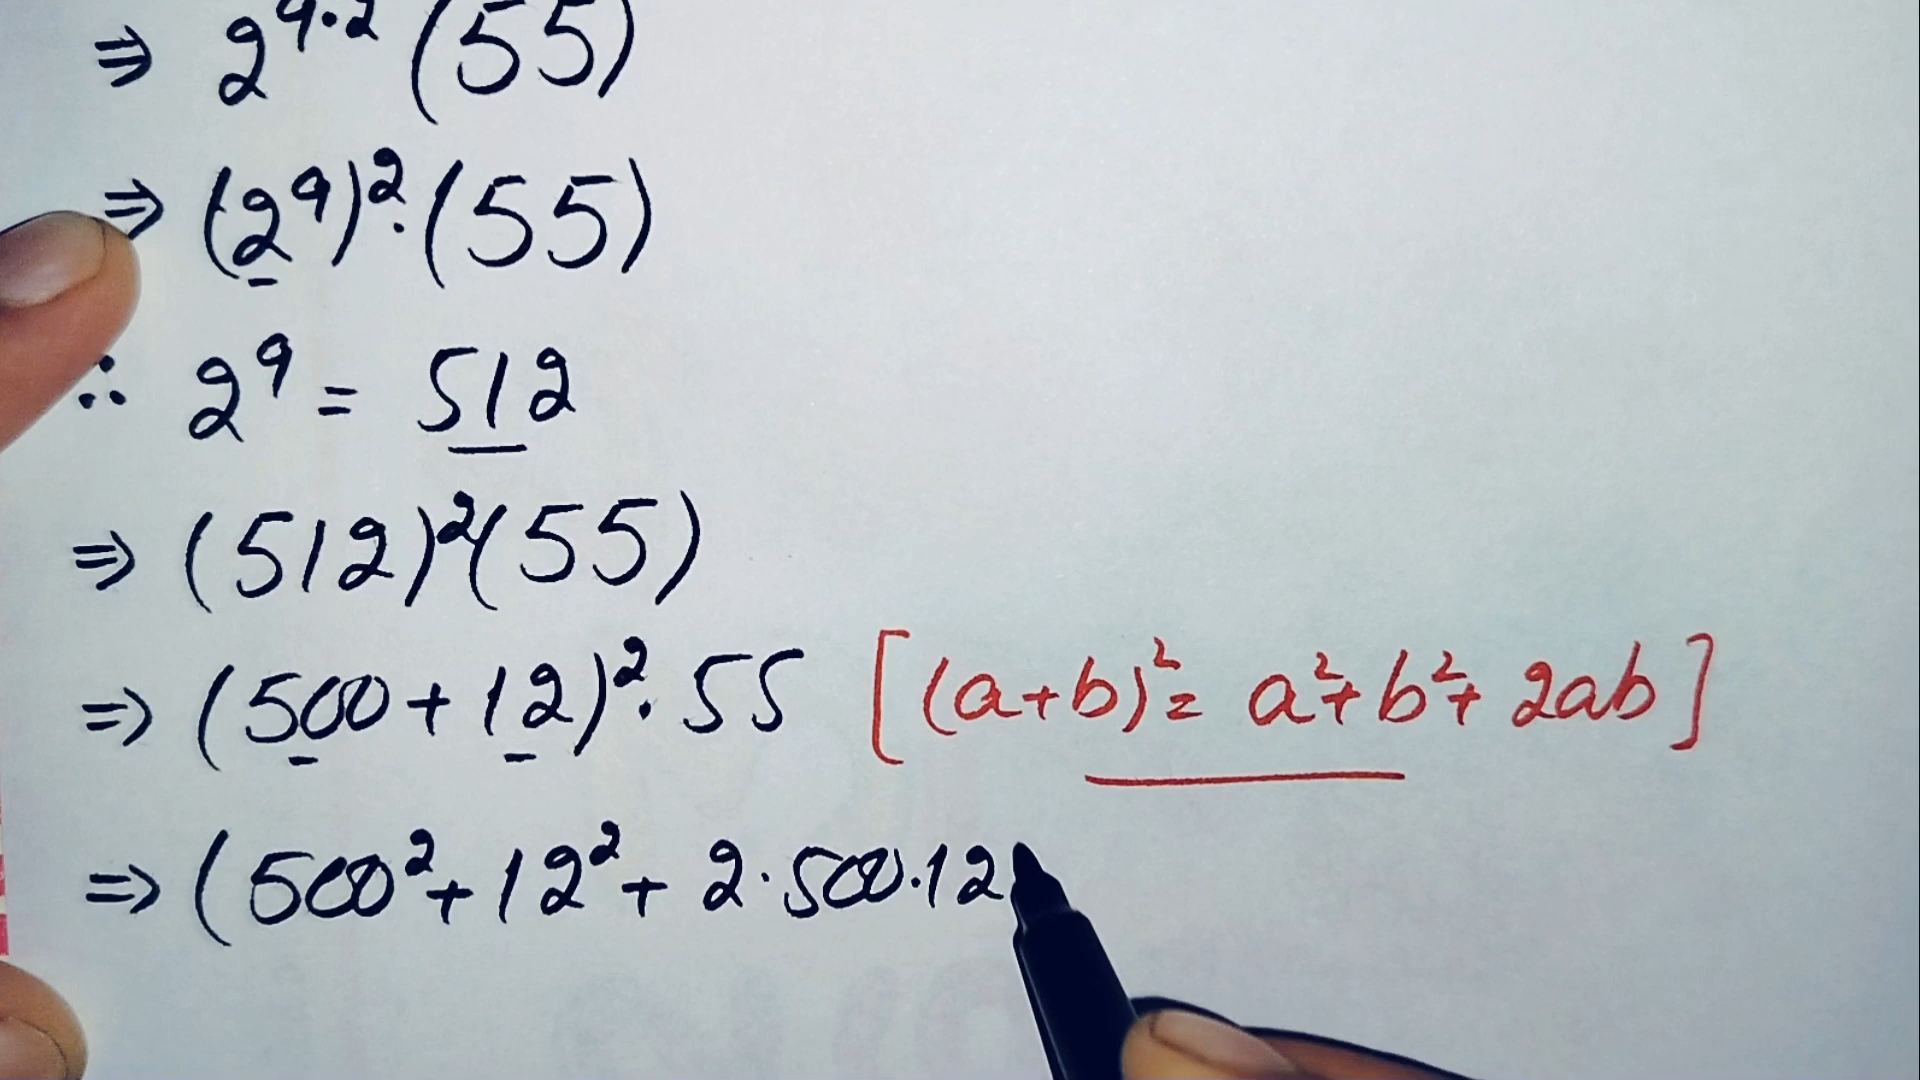 ⇒ 2^9·2 (55)
⇒ (2^9)^2·(55)
∴ 2^9 = 512
⇒ (512)^2(55)
⇒ (500+12)^2·55 [(a+b)^2= a^2+b^2+2ab]
⇒ (500^2+12^2+2·500·12